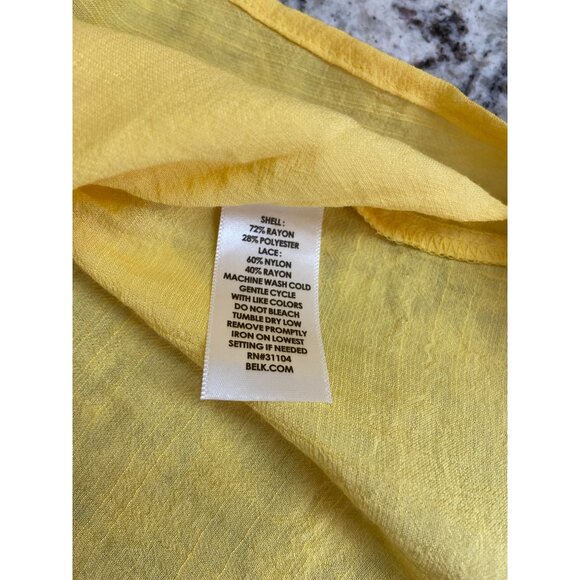 SHELL :
72% RAYON
28% POLYESTER
LACE :
60% NYLON
40% RAYON
MACHINE WASH COLD
GENTLE CYCLE
WITH LIKE COLORS
DO NOT BLEACH
TUMBLE DRY LOW
REMOVE PROMPTLY
IRON ON LOWEST
SETTING IF NEEDED
RN#31104
BELK.COM